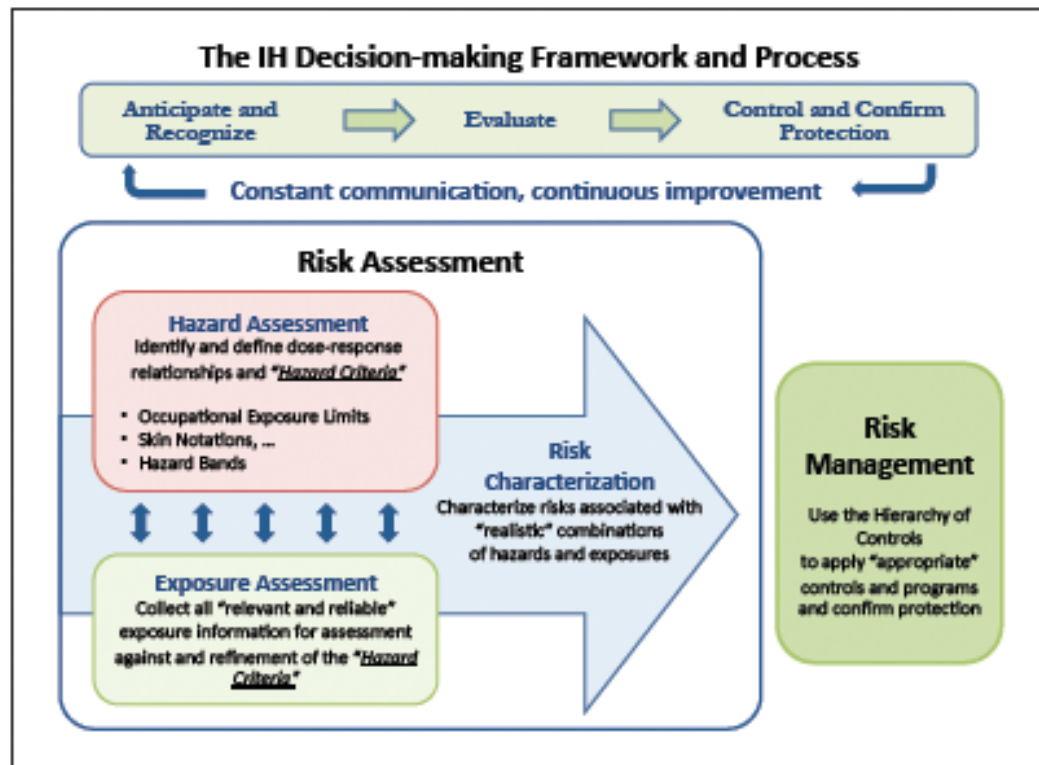 The IH Decision-making Framework and Process
Anticipate and
Recognize
Evaluate
Control and Confirm
Protection
Constant communication, continuous improvement
Risk Assessment
Hazard Assessment
Identify and define dose-response
relationships and "Hazard Criteria"
▪ Occupational Exposure Limits
▪ Skin Notations, ...
▪ Hazard Bands
Exposure Assessment
Collect all "relevant and reliable"
exposure information for assessment
against and refinement of the "Hazard
Criteria"
Risk
Characterization
Characterize risks associated with
"realistic" combinations
of hazards and exposures
Risk
Management
Use the Hierarchy of
Controls
to apply "appropriate"
controls and programs
and confirm protection